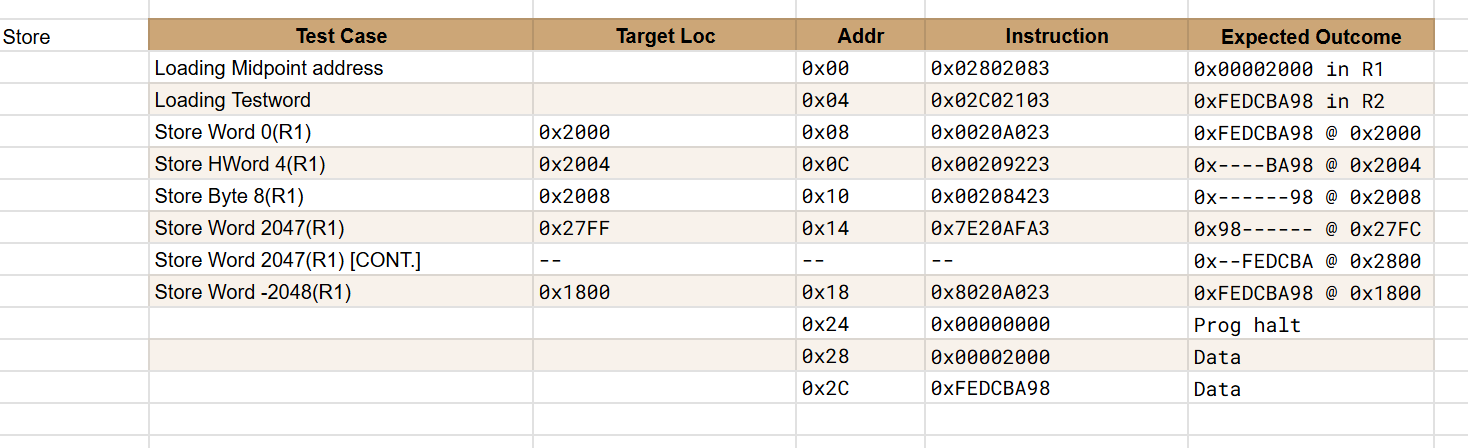 Store Test Case Target Loc Addr Instruction Expected Outcome
Loading Midpoint address 0x00 0x02802083 0x00002000 in R1
Loading Testword 0x04 0x02C02103 0xFEDCBA98 in R2
Store Word 0(R1) 0x2000 0x08 0x0020A023 0xFEDCBA98 @ 0x2000
Store HWord 4(R1) 0x2004 0x0C 0x00209223 0x----BA98 @ 0x2004
Store Byte 8(R1) 0x2008 0x10 0x00208423 0x------98 @ 0x2008
Store Word 2047(R1) 0x27FF 0x14 0x7E20AFA3 0x98------ @ 0x27FC
Store Word 2047(R1) [CONT.] -- -- -- 0x--FEDCBA @ 0x2800
Store Word -2048(R1) 0x1800 0x18 0x8020A023 0xFEDCBA98 @ 0x1800
0x24 0x00000000 Prog halt
0x28 0x00002000 Data
0x2C 0xFEDCBA98 Data